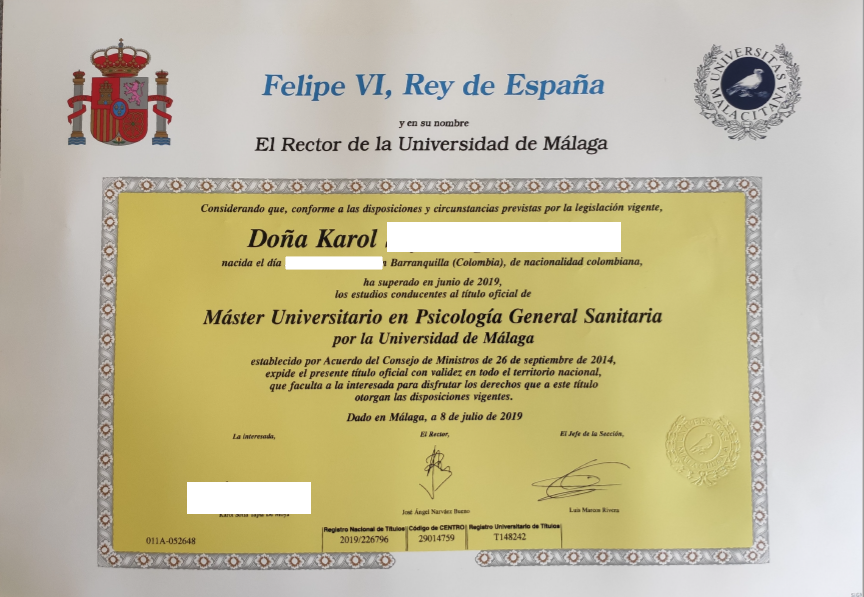 Felipe VI, Rey de España
UNIVERSITAS
MALACITANA
y en su nombre
El Rector de la Universidad de Málaga
Considerando que, conforme a las disposiciones y circunstancias previstas por la legislación vigente,
Doña Karol
nacida el día
Barranquilla (Colombia), de nacionalidad colombiana,
ha superado en junio de 2019,
los estudios conducentes al título oficial de
Máster Universitario en Psicología General Sanitaria
por la Universidad de Málaga
establecido por Acuerdo del Consejo de Ministros de 26 de septiembre de 2014,
expide el presente título oficial con validez en todo el territorio nacional,
que faculta a la interesada para disfrutar los derechos que a este título
otorgan las disposiciones vigentes.
Dado en Málaga, a 8 de julio de 2019
La interesada,
El Rector,
El Jefe de la Sección,
José Ángel Narváez Bueno
Luis Marcos Rivera
011A-052648
Registro Nacional de Títulos
Código de CENTRO
Registro Universitario de Títulos
2019/226796
29014759
T148242